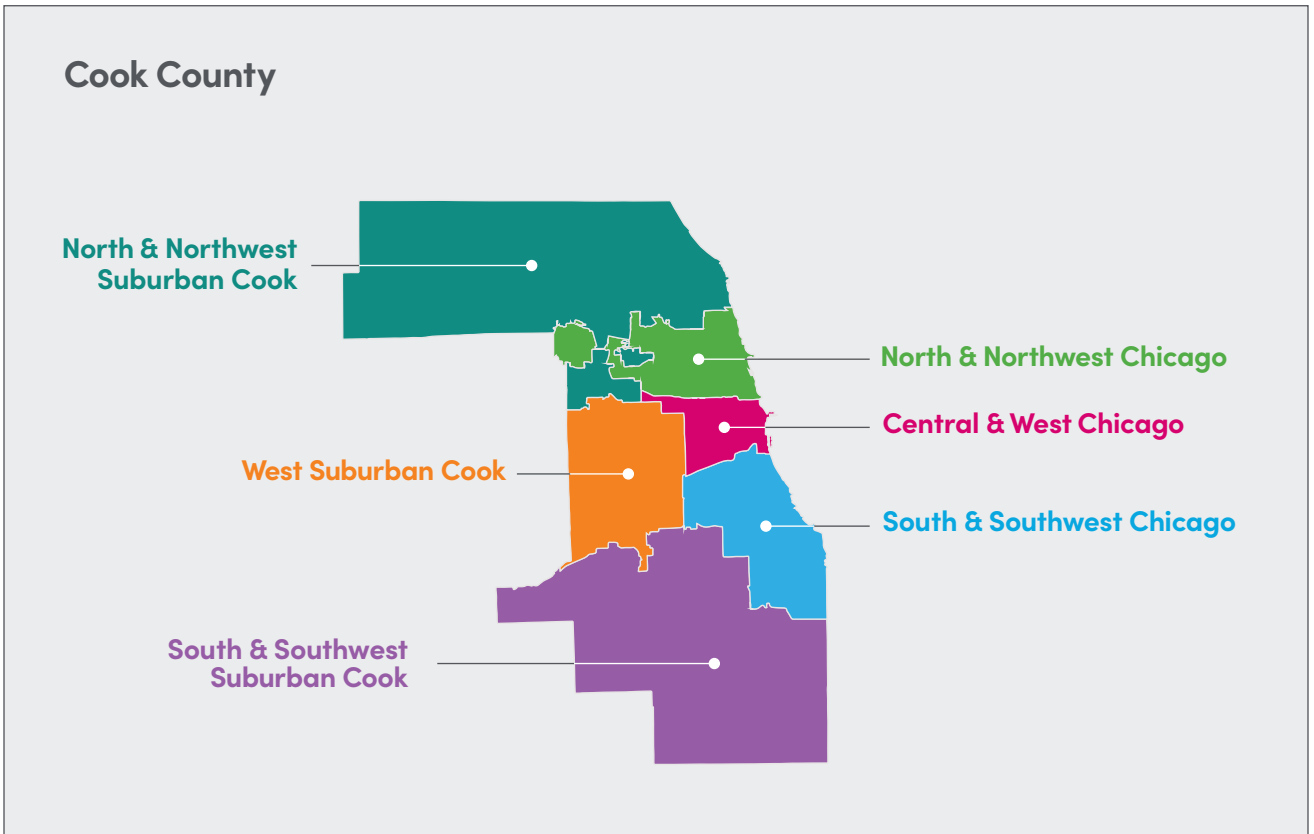 Cook County
North & Northwest
Suburban Cook
North & Northwest Chicago
Central & West Chicago
West Suburban Cook
South & Southwest Chicago
South & Southwest
Suburban Cook